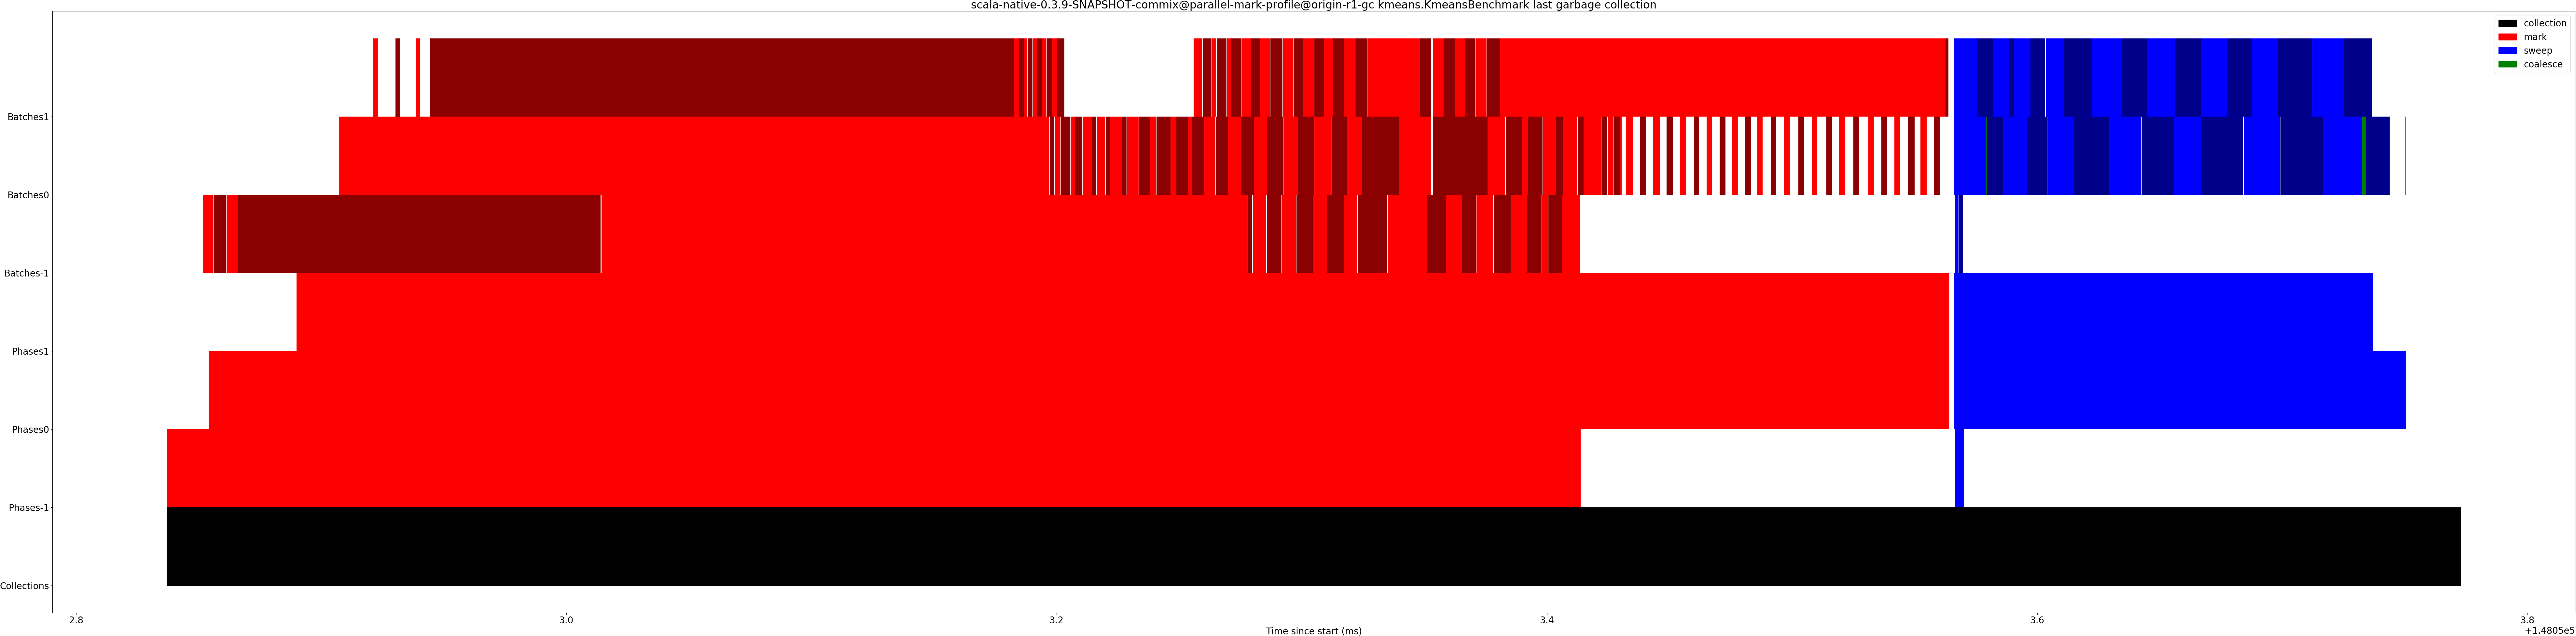 scala-native-0.3.9-SNAPSHOT-commix@parallel-mark-profile@origin-r1-gc kmeans.KmeansBenchmark last garbage collection
collection
mark
sweep
coalesce
Batches1
Batches0
Batches-1
Phases1
Phases0
Phases-1
Collections
2.8 3.0 3.2 3.4 3.6 3.8
Time since start (ms)
+1.4805e5